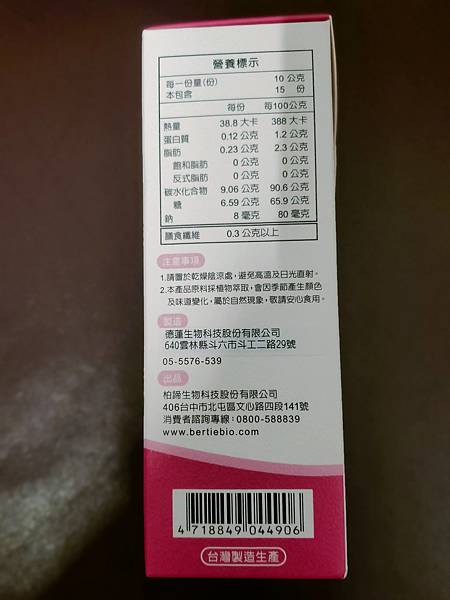 營養標示
每一份量(份) 10 公克
本包含 15 份
每份 每100公克
熱量 38.8 大卡 388 大卡
蛋白質 0.12 公克 1.2 公克
脂肪 0.23 公克 2.3 公克
飽和脂肪 0 公克 0 公克
反式脂肪 0 公克 0 公克
碳水化合物 9.06 公克 90.6 公克
糖 6.59 公克 65.9 公克
鈉 8 毫克 80 毫克
膳食纖維 0.3 公克以上
注意事項
1.請置於乾燥陰涼處，避免高溫及日光直射。
2.本產品原料採植物萃取，會因季節產生顏色
及味道變化，屬於自然現象，敬請安心食用。
製造
德蓮生物科技股份有限公司
640雲林縣斗六市斗工二路29號
05-5576-539
出品
柏諦生物科技股份有限公司
406台中市北屯區文心路四段141號
消費者諮詢專線：0800-588839
www.bertiebio.com
4 718849 044906
台灣製造生產